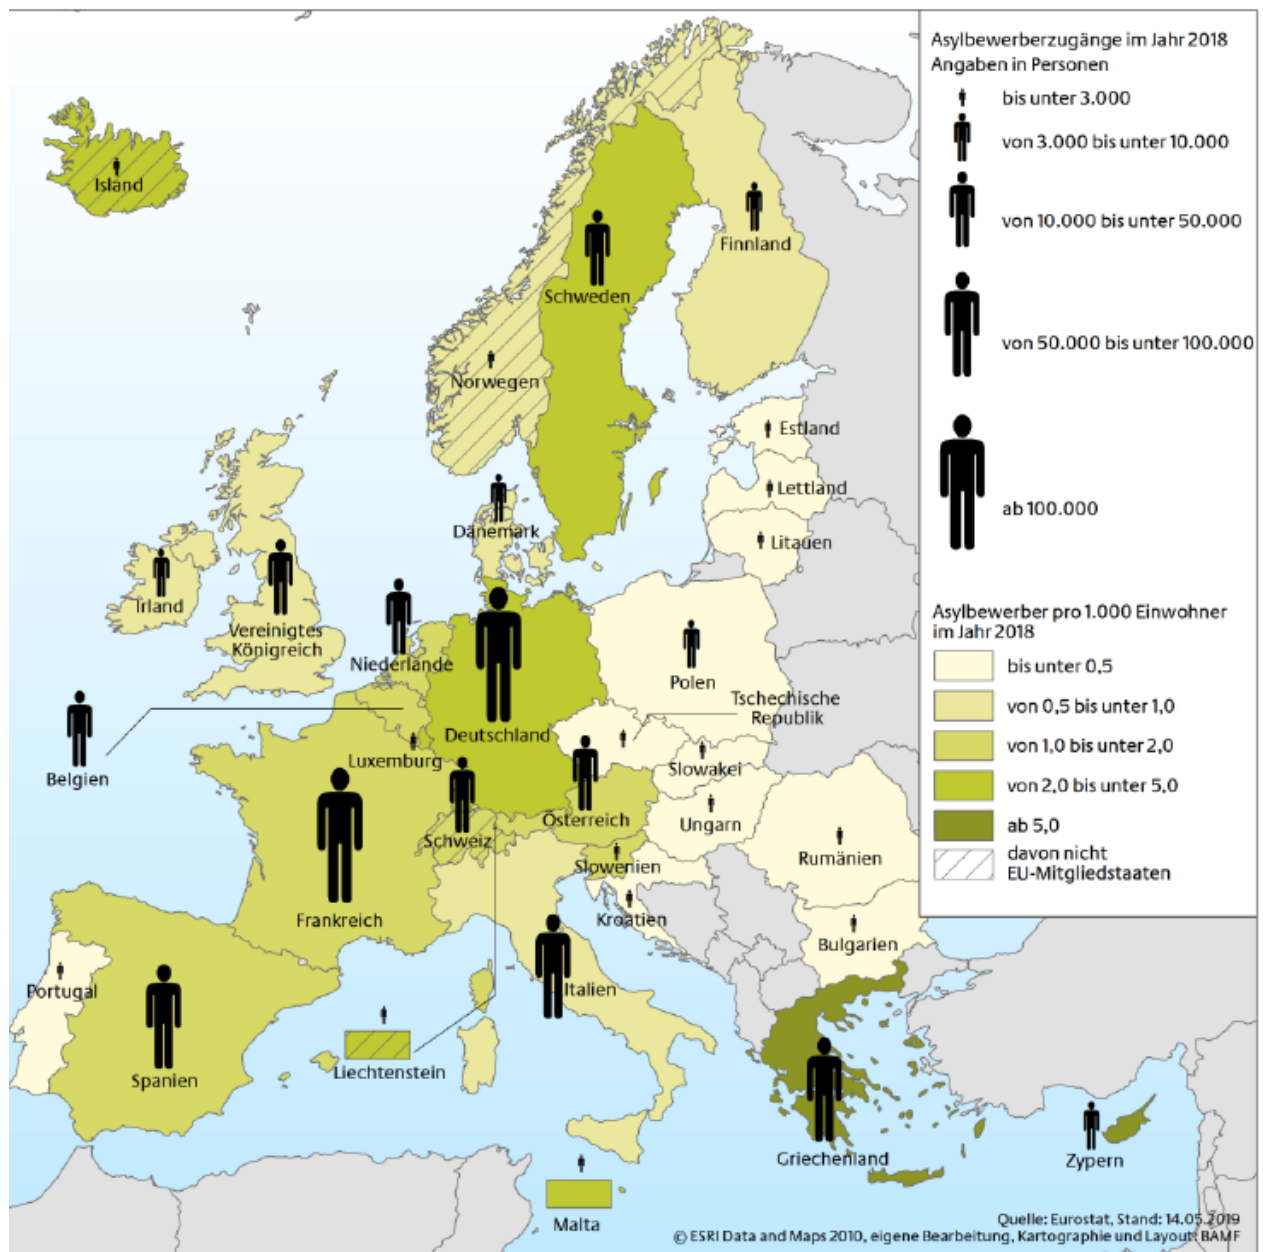 Asylbewerberzugänge im Jahr 2018
Angaben in Personen
bis unter 3.000
von 3.000 bis unter 10.000
von 10.000 bis unter 50.000
von 50.000 bis unter 100.000
ab 100.000
Asylbewerber pro 1.000 Einwohner
im Jahr 2018
bis unter 0,5
von 0,5 bis unter 1,0
von 1,0 bis unter 2,0
von 2,0 bis unter 5,0
ab 5,0
davon nicht
EU-Mitgliedstaaten
Island
Finnland
Schweden
Norwegen
Estland
Lettland
Dänemark
Litauen
Irland
Vereinigtes
Königreich
Niederlande
Polen
Tschechische
Republik
Deutschland
Belgien
Luxemburg
Slowakei
Österreich
Ungarn
Schweiz
Rumänien
Slowenien
Frankreich
Kroatien
Bulgarien
Portugal
Italien
Spanien
Liechtenstein
Griechenland
Zypern
Malta
Quelle: Eurostat, Stand: 14.05.2019
© ESRI Data and Maps 2010, eigene Bearbeitung, Kartographie und Layout: BAMF